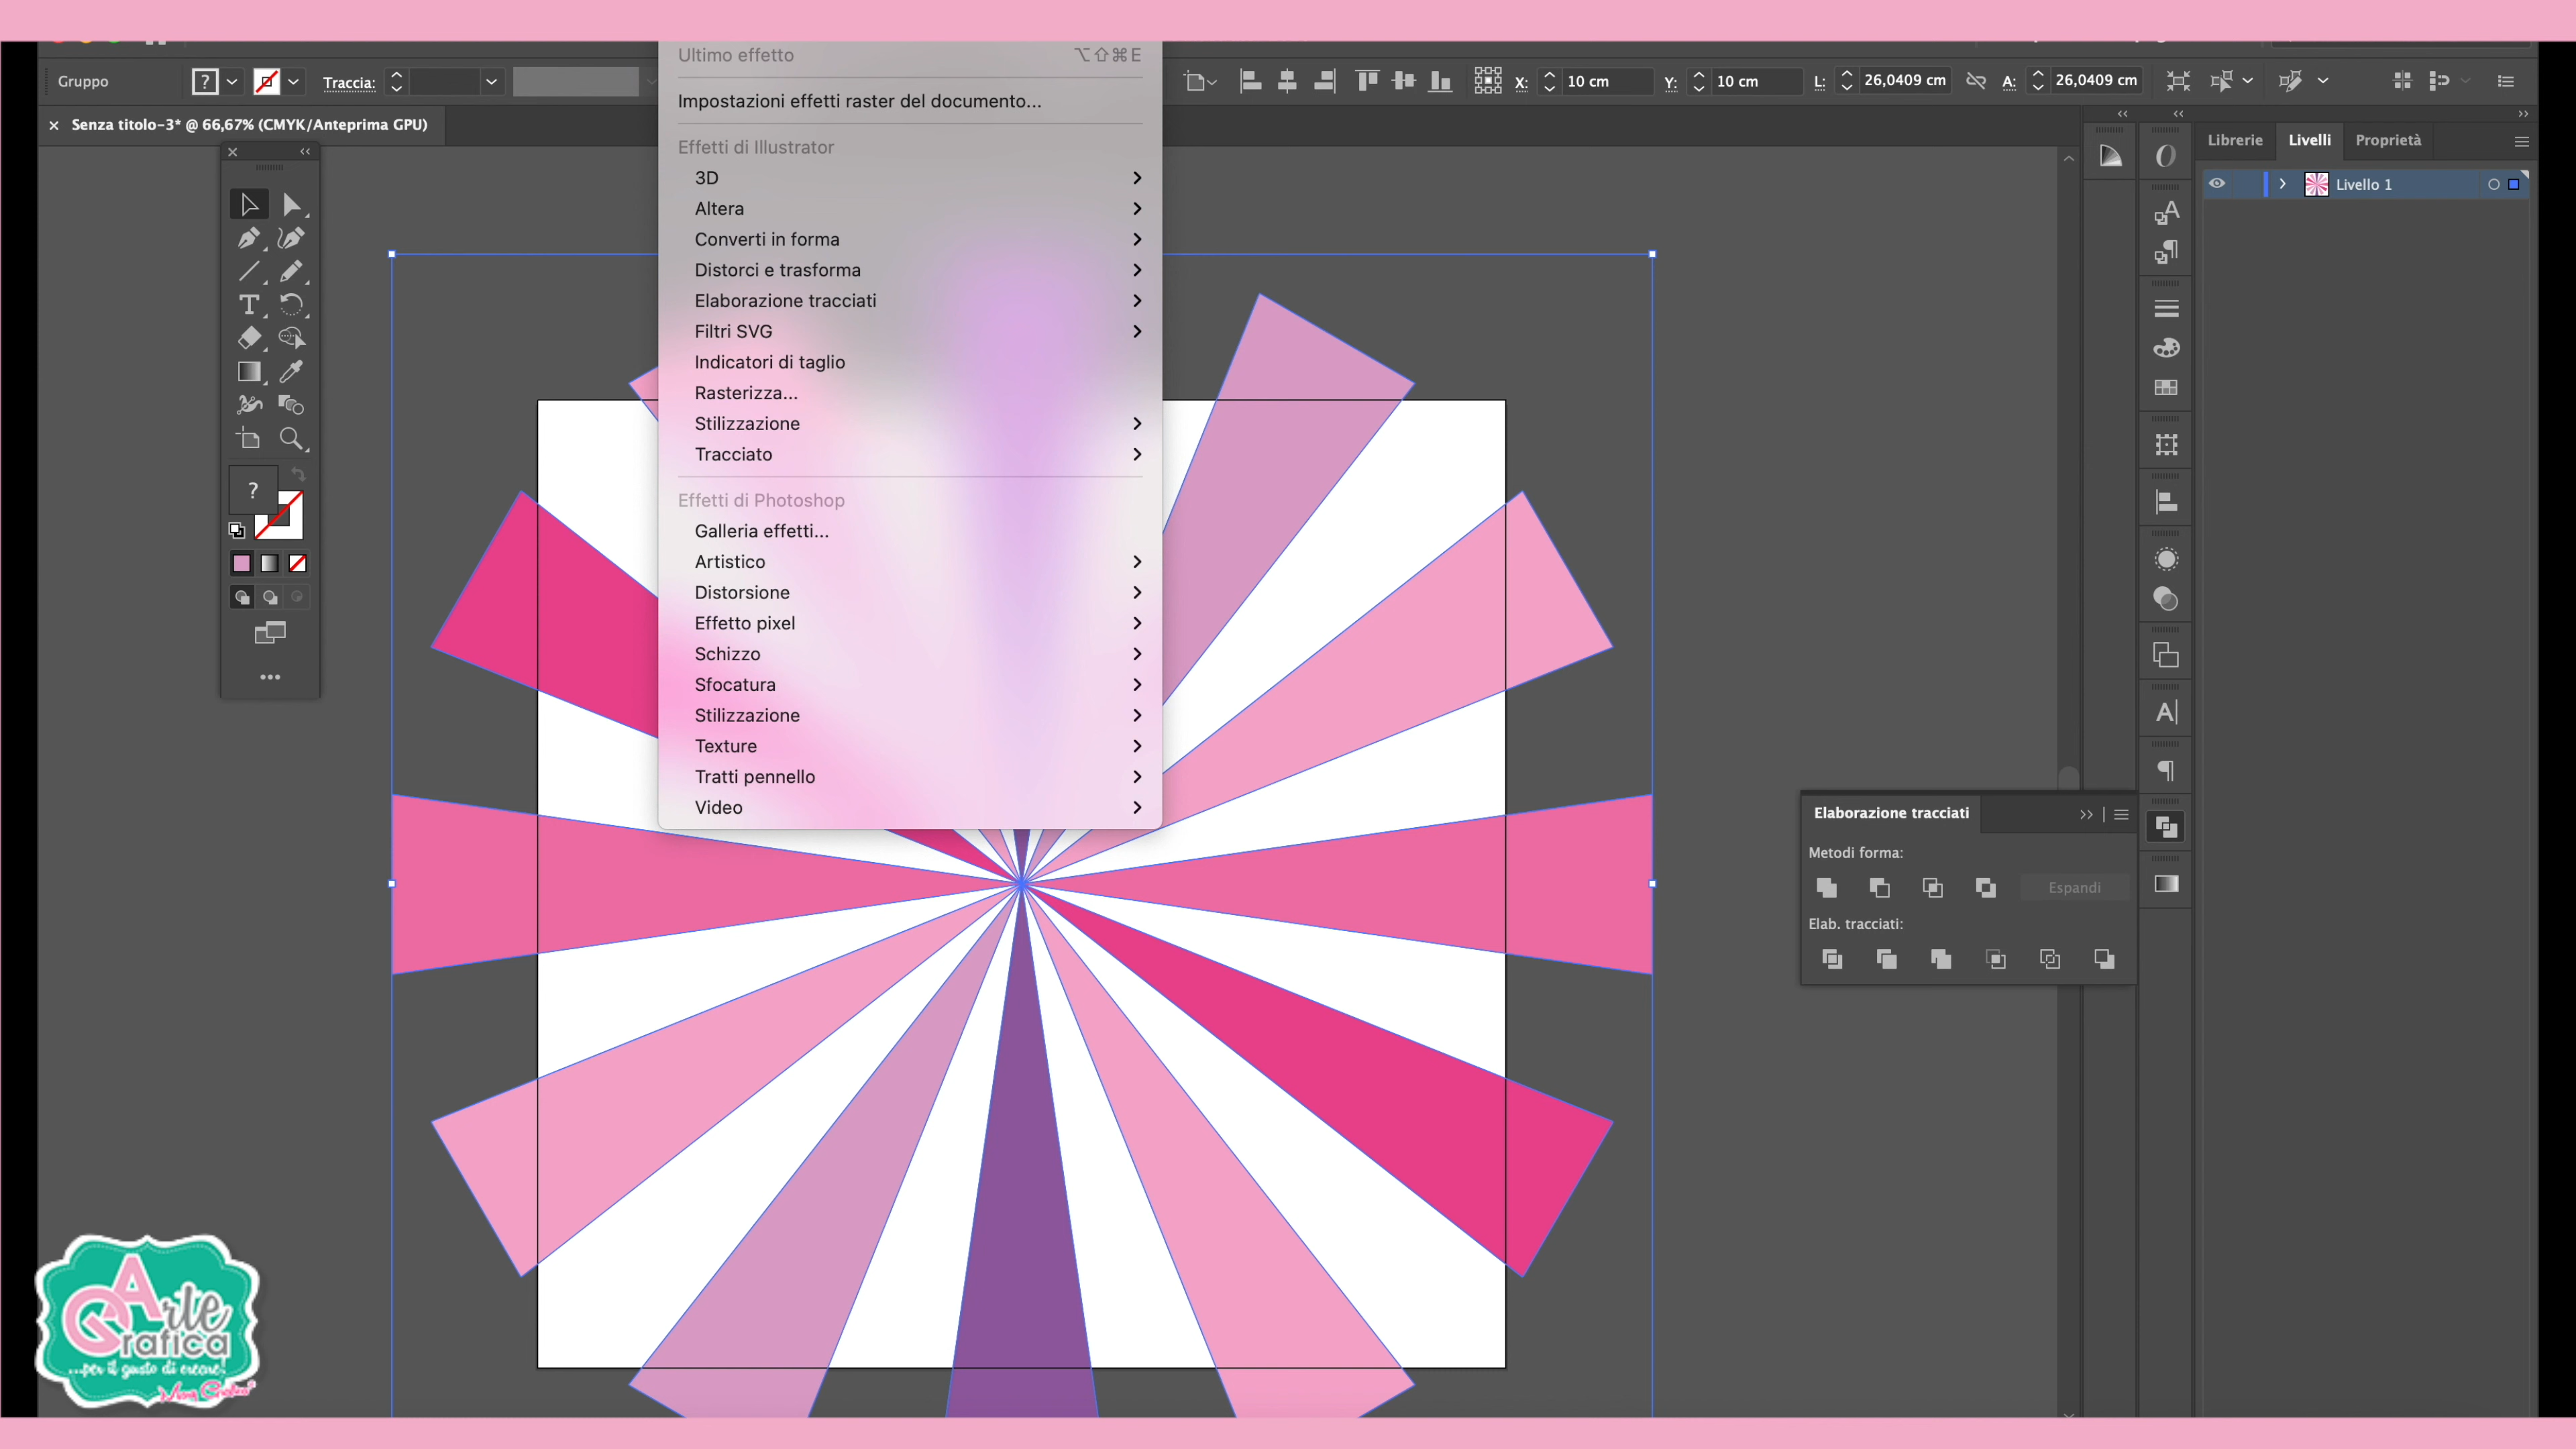 Gruppo
Traccia:
X: 10 cm
Y: 10 cm
L: 26,0409 cm
A: 26,0409 cm
Senza titolo-3* @ 66,67% (CMYK/Anteprima GPU)
Ultimo effetto ⌥⇧⌘E
Impostazioni effetti raster del documento...
Effetti di Illustrator
3D
Altera
Converti in forma
Distorci e trasforma
Elaborazione tracciati
Filtri SVG
Indicatori di taglio
Rasterizza...
Stilizzazione
Tracciato
Effetti di Photoshop
Galleria effetti...
Artistico
Distorsione
Effetto pixel
Schizzo
Sfocatura
Stilizzazione
Texture
Tratti pennello
Video
Librerie
Livelli
Proprietà
Livello 1
Elaborazione tracciati
Metodi forma:
Espandi
Elab. tracciati:
Arte
Grafica
...per il gusto di creare!